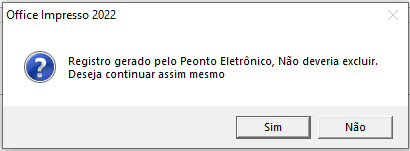 Office Impresso 2022
Registro gerado pelo Peonto Eletrônico, Não deveria excluir.
Deseja continuar assim mesmo
Sim
Não